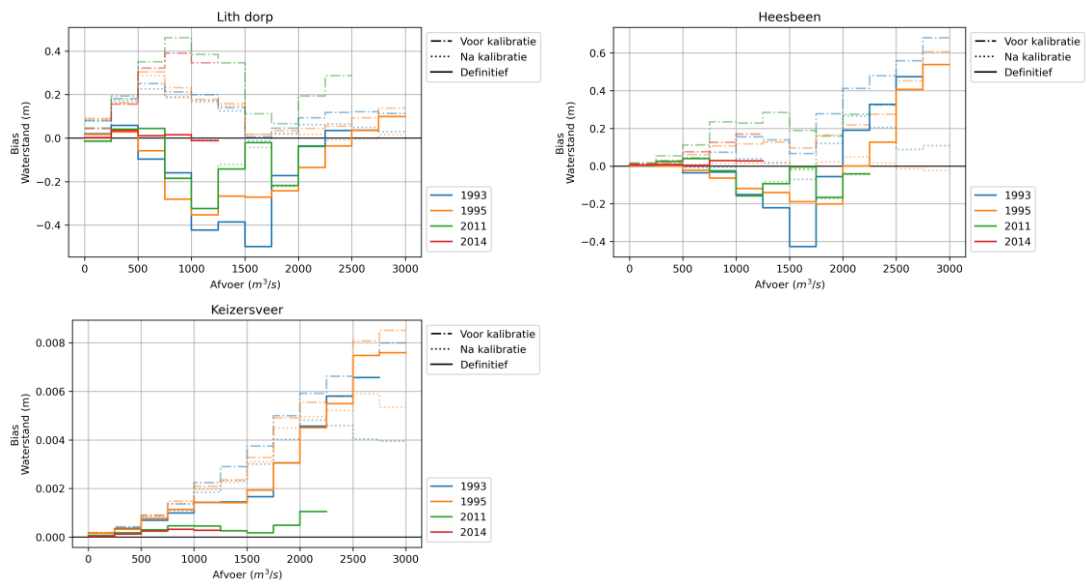 Lith dorp
0.4
0.2
0.0
−0.2
−0.4
Bias
Waterstand (m)
0 500 1000 1500 2000 2500 3000
Afvoer (m³/s)
Voor kalibratie
Na kalibratie
Definitief
1993
1995
2011
2014
Heesbeen
0.6
0.4
0.2
0.0
−0.2
−0.4
Bias
Waterstand (m)
0 500 1000 1500 2000 2500 3000
Afvoer (m³/s)
Voor kalibratie
Na kalibratie
Definitief
1993
1995
2011
2014
Keizersveer
0.008
0.006
0.004
0.002
0.000
Bias
Waterstand (m)
0 500 1000 1500 2000 2500 3000
Afvoer (m³/s)
Voor kalibratie
Na kalibratie
Definitief
1993
1995
2011
2014